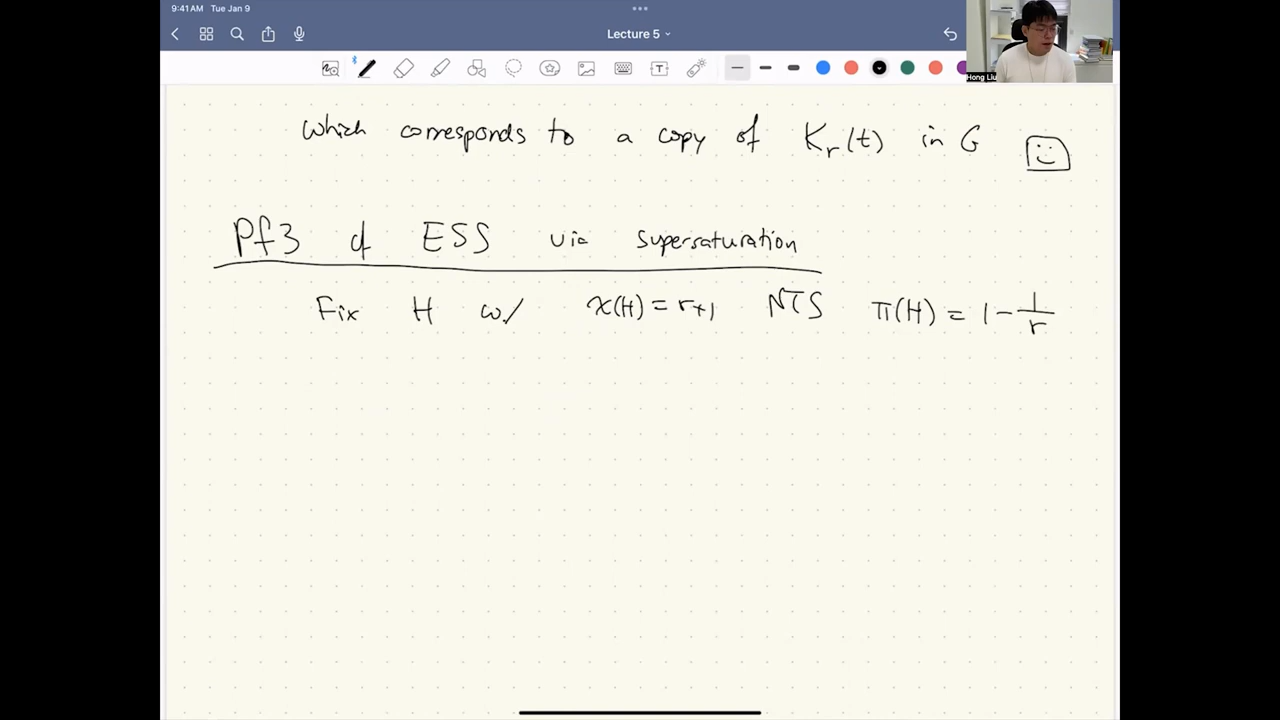 9:41 AM Tue Jan 9
Lecture 5
Hong Liu
which corresponds to a copy of Kᵣ(t) in G
Pf3 of ESS via supersaturation
Fix H w/ χ(H) = r+1 NTS π(H) = 1 - 1/r